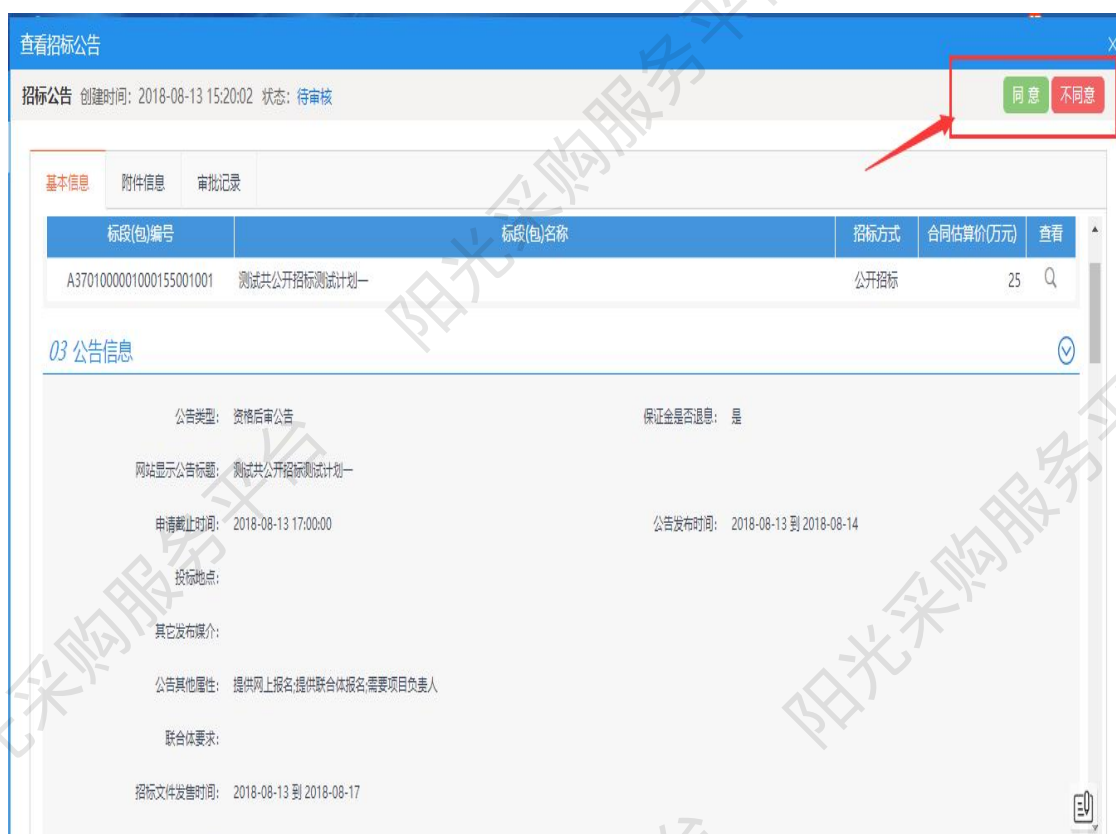 查看招标公告
招标公告 创建时间：2018-08-13 15:20:02 状态：待审核
同意 不同意
基本信息 附件信息 审批记录
标段(包)编号 标段(包)名称 招标方式 合同估算价(万元) 查看
A3701000001000155001001 测试共公开招标测试计划一 公开招标 25
03 公告信息
公告类型： 资格后审公告 保证金是否退息： 是
网站显示公告标题： 测试共公开招标测试计划一
申请截止时间： 2018-08-13 17:00:00 公告发布时间： 2018-08-13 到 2018-08-14
投标地点：
其它发布媒介：
公告其他属性： 提供网上报名;提供联合体报名;需要项目负责人
联合体要求：
招标文件发售时间： 2018-08-13 到 2018-08-17
阳光采购服务平台